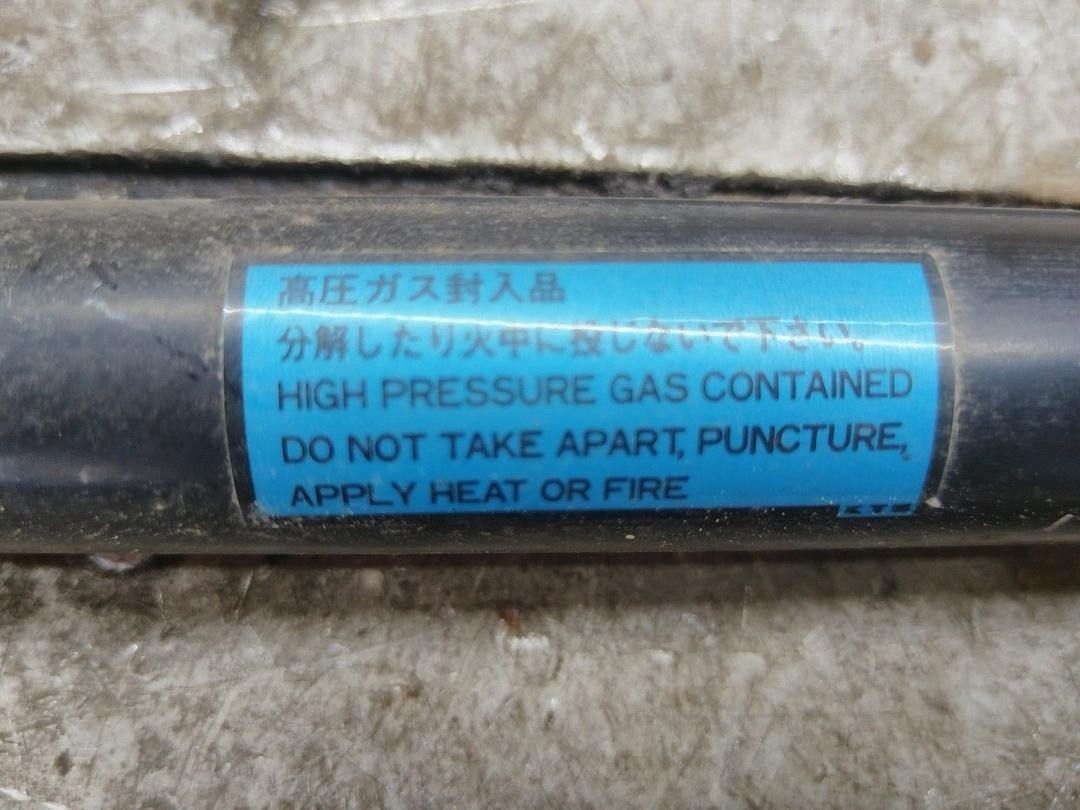 高圧ガス封入品
分解したり火中に投じないで下さい。
HIGH PRESSURE GAS CONTAINED
DO NOT TAKE APART, PUNCTURE,
APPLY HEAT OR FIRE